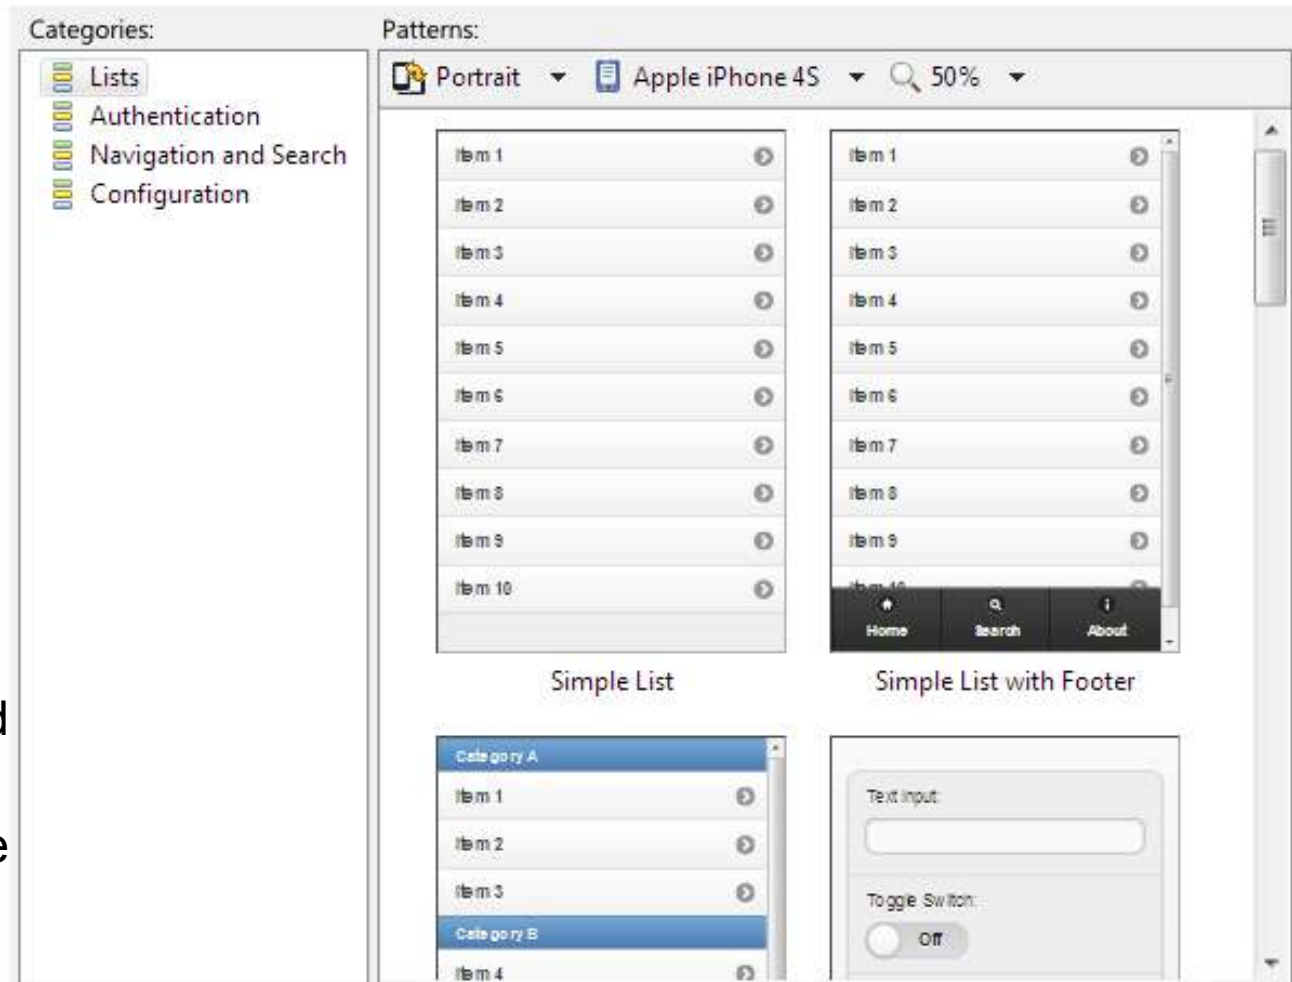 Categories:
Lists
Authentication
Navigation and Search
Configuration
Patterns:
Portrait
Apple iPhone 4S
50%
Item 1
Item 2
Item 3
Item 4
Item 5
Item 6
Item 7
Item 8
Item 9
Item 10
Simple List
Item 1
Item 2
Item 3
Item 4
Item 5
Item 6
Item 7
Item 8
Item 9
Item 10
Home Search About
Simple List with Footer
Category A
Item 1
Item 2
Item 3
Category B
Item 4
Text Input:
Toggle Switch:
Off